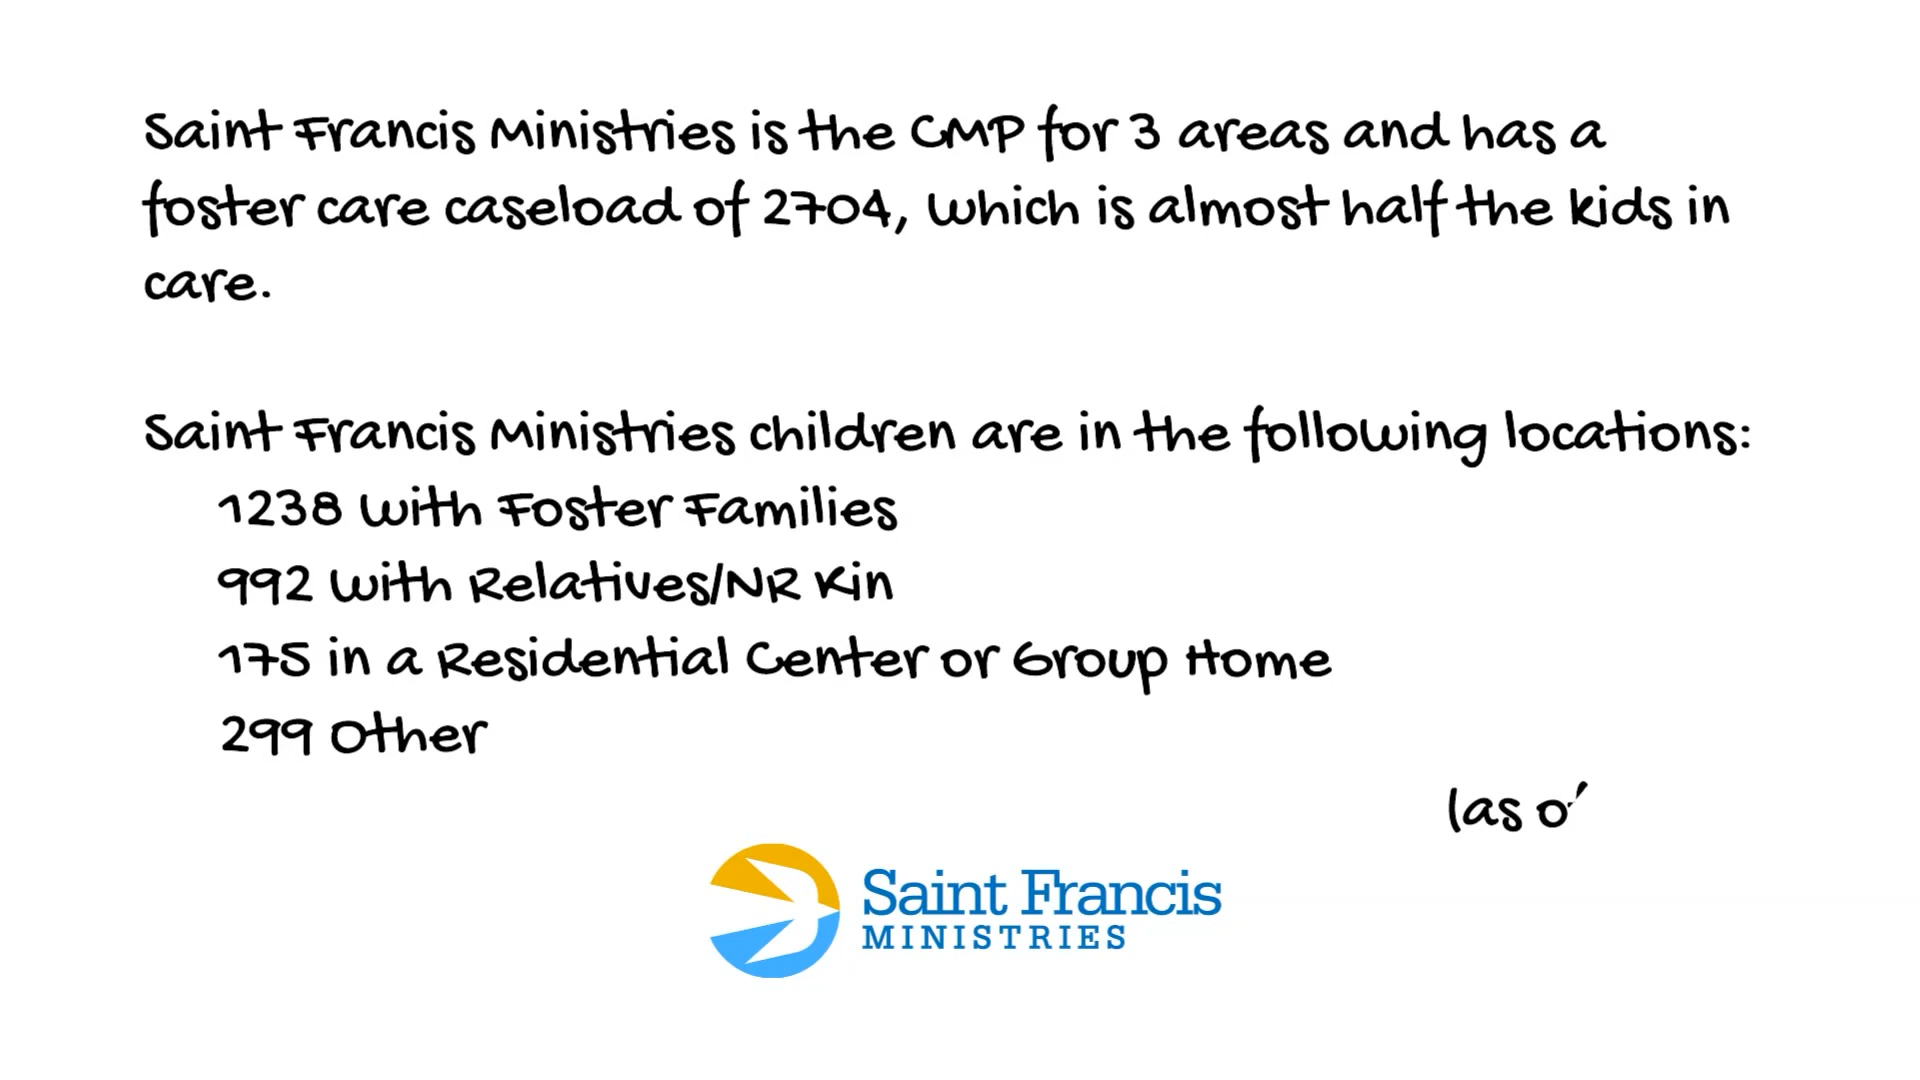 Saint Francis Ministries is the CMP for 3 areas and has a
foster care caseload of 2704, which is almost half the kids in
care.
Saint Francis Ministries children are in the following locations:
1238 with Foster Families
992 with Relatives/NR Kin
175 in a Residential Center or Group Home
299 Other
(as o
Saint Francis
MINISTRIES